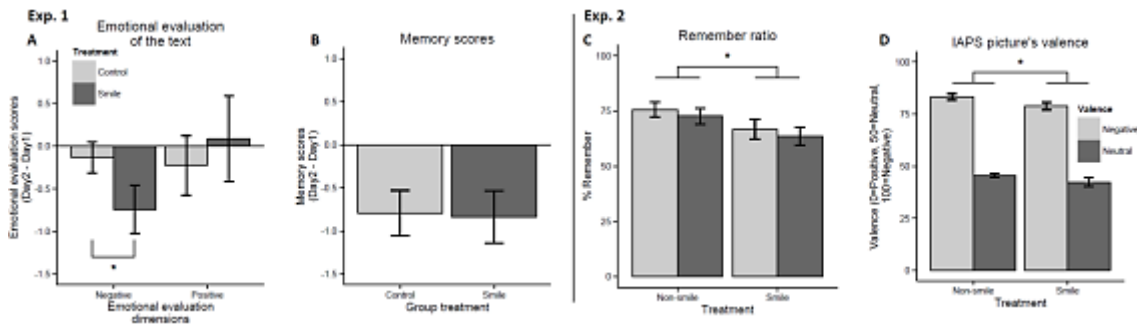 Exp. 1
A
Emotional evaluation
of the text
Treatment
Control
Smile
Emotional evaluation scores
(Day2 - Day1)
1.0
0.5
0.0
-0.5
-1.0
-1.5
*
Negative
Positive
Emotional evaluation
dimensions
B
Memory scores
Memory scores
(Day2 - Day1)
1.0
0.5
0.0
-0.5
-1.0
-1.5
Control
Smile
Group treatment
Exp. 2
C
Remember ratio
% Remember
100
75
50
25
0
*
Non-smile
Smile
Treatment
D
IAPS picture's valence
Valence (0=Positive, 50=Neutral,
100=Negative)
100
75
50
25
0
*
Valence
Negative
Neutral
Non-smile
Smile
Treatment